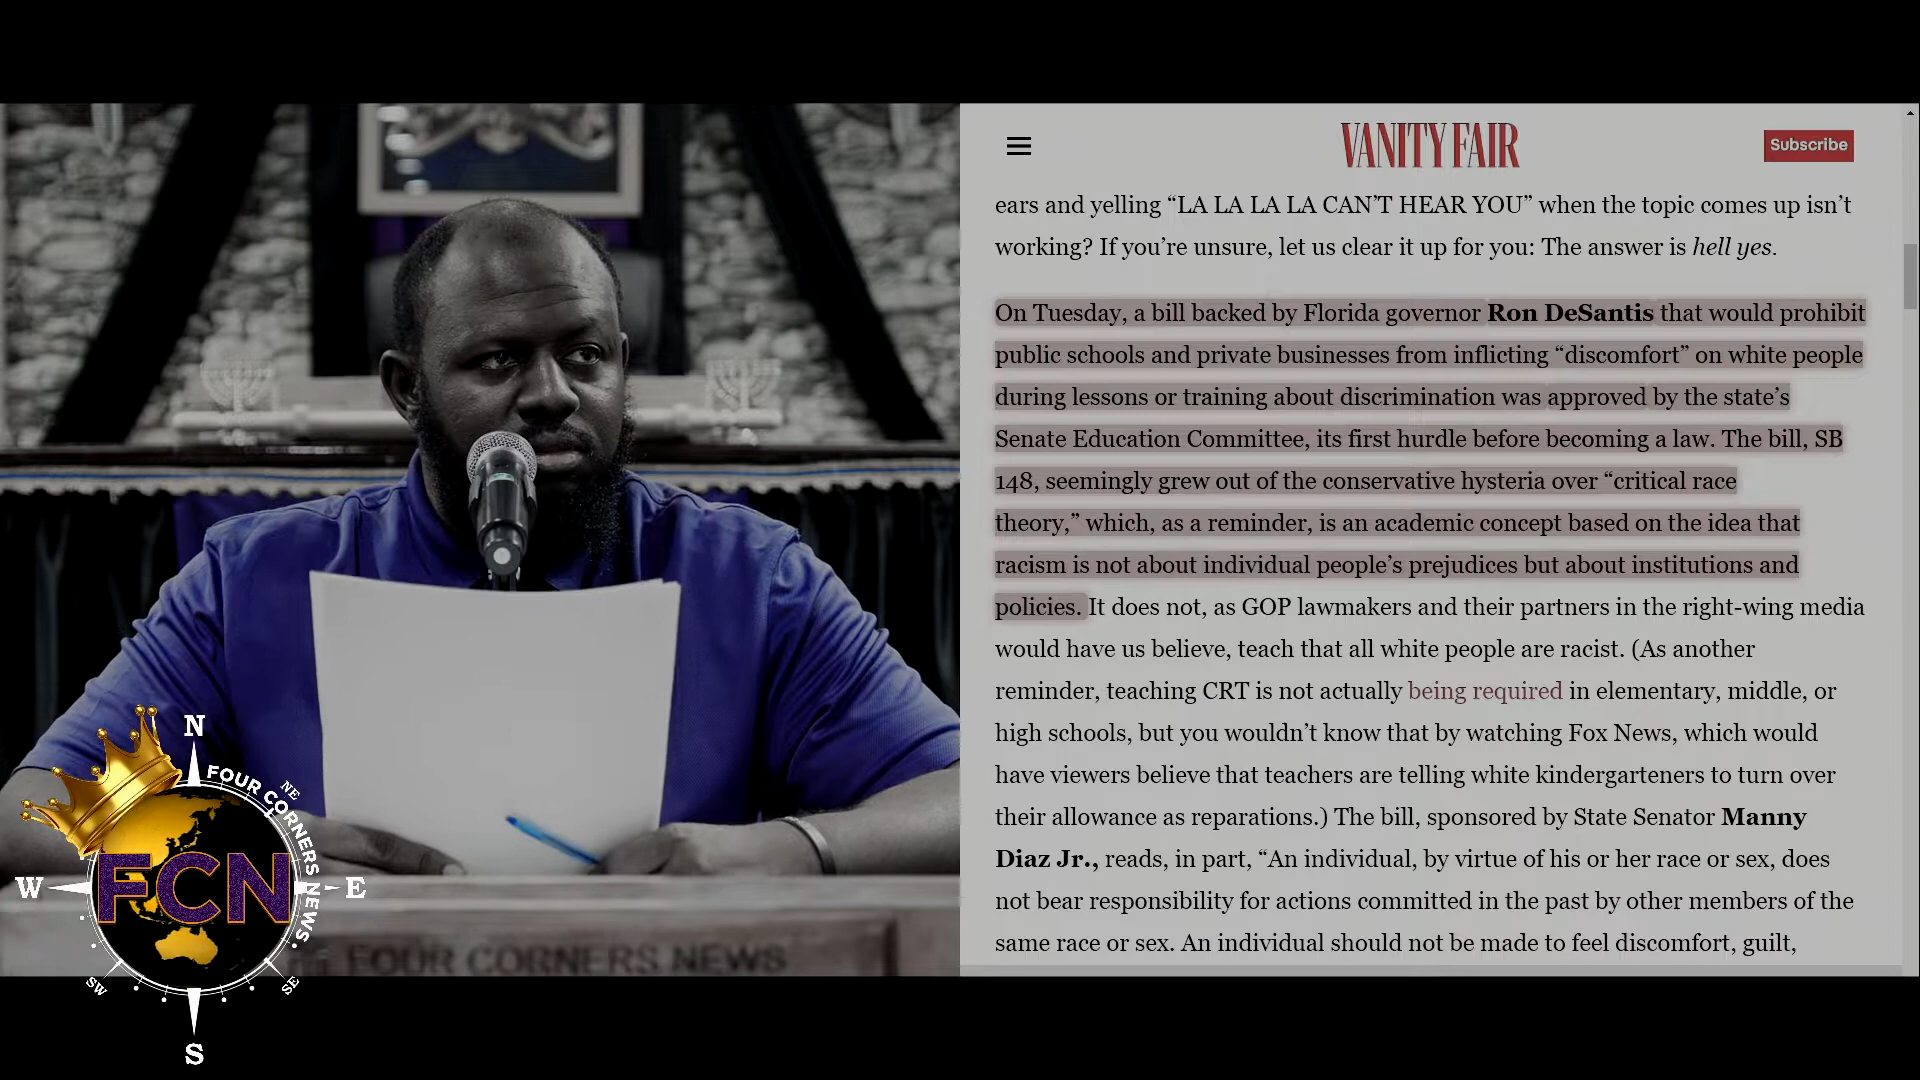 VANITY FAIR
Subscribe
ears and yelling “LA LA LA LA CAN’T HEAR YOU” when the topic comes up isn’t
working? If you’re unsure, let us clear it up for you: The answer is hell yes.
On Tuesday, a bill backed by Florida governor Ron DeSantis that would prohibit
public schools and private businesses from inflicting “discomfort” on white people
during lessons or training about discrimination was approved by the state’s
Senate Education Committee, its first hurdle before becoming a law. The bill, SB
148, seemingly grew out of the conservative hysteria over “critical race
theory,” which, as a reminder, is an academic concept based on the idea that
racism is not about individual people’s prejudices but about institutions and
policies. It does not, as GOP lawmakers and their partners in the right-wing media
would have us believe, teach that all white people are racist. (As another
reminder, teaching CRT is not actually being required in elementary, middle, or
high schools, but you wouldn’t know that by watching Fox News, which would
have viewers believe that teachers are telling white kindergarteners to turn over
their allowance as reparations.) The bill, sponsored by State Senator Manny
Diaz Jr., reads, in part, “An individual, by virtue of his or her race or sex, does
not bear responsibility for actions committed in the past by other members of the
same race or sex. An individual should not be made to feel discomfort, guilt,
FOUR CORNERS NEWS
N
NE
FOUR CORNERS NEWS
W
FCN
E
SW
SE
S